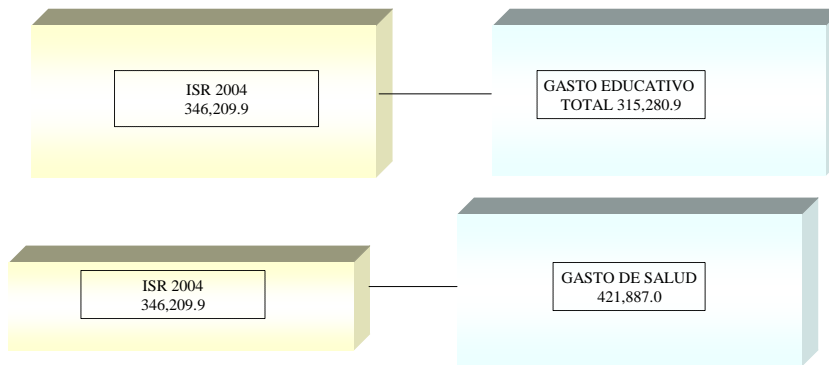 ISR 2004
346,209.9
GASTO EDUCATIVO
TOTAL 315,280.9
ISR 2004
346,209.9
GASTO DE SALUD
421,887.0